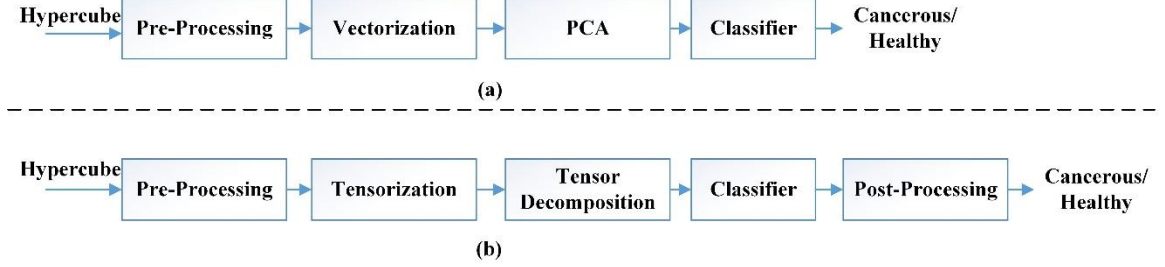 Hypercube
Pre-Processing
Vectorization
PCA
Classifier
Cancerous/
Healthy
(a)
Hypercube
Pre-Processing
Tensorization
Tensor
Decomposition
Classifier
Post-Processing
Cancerous/
Healthy
(b)